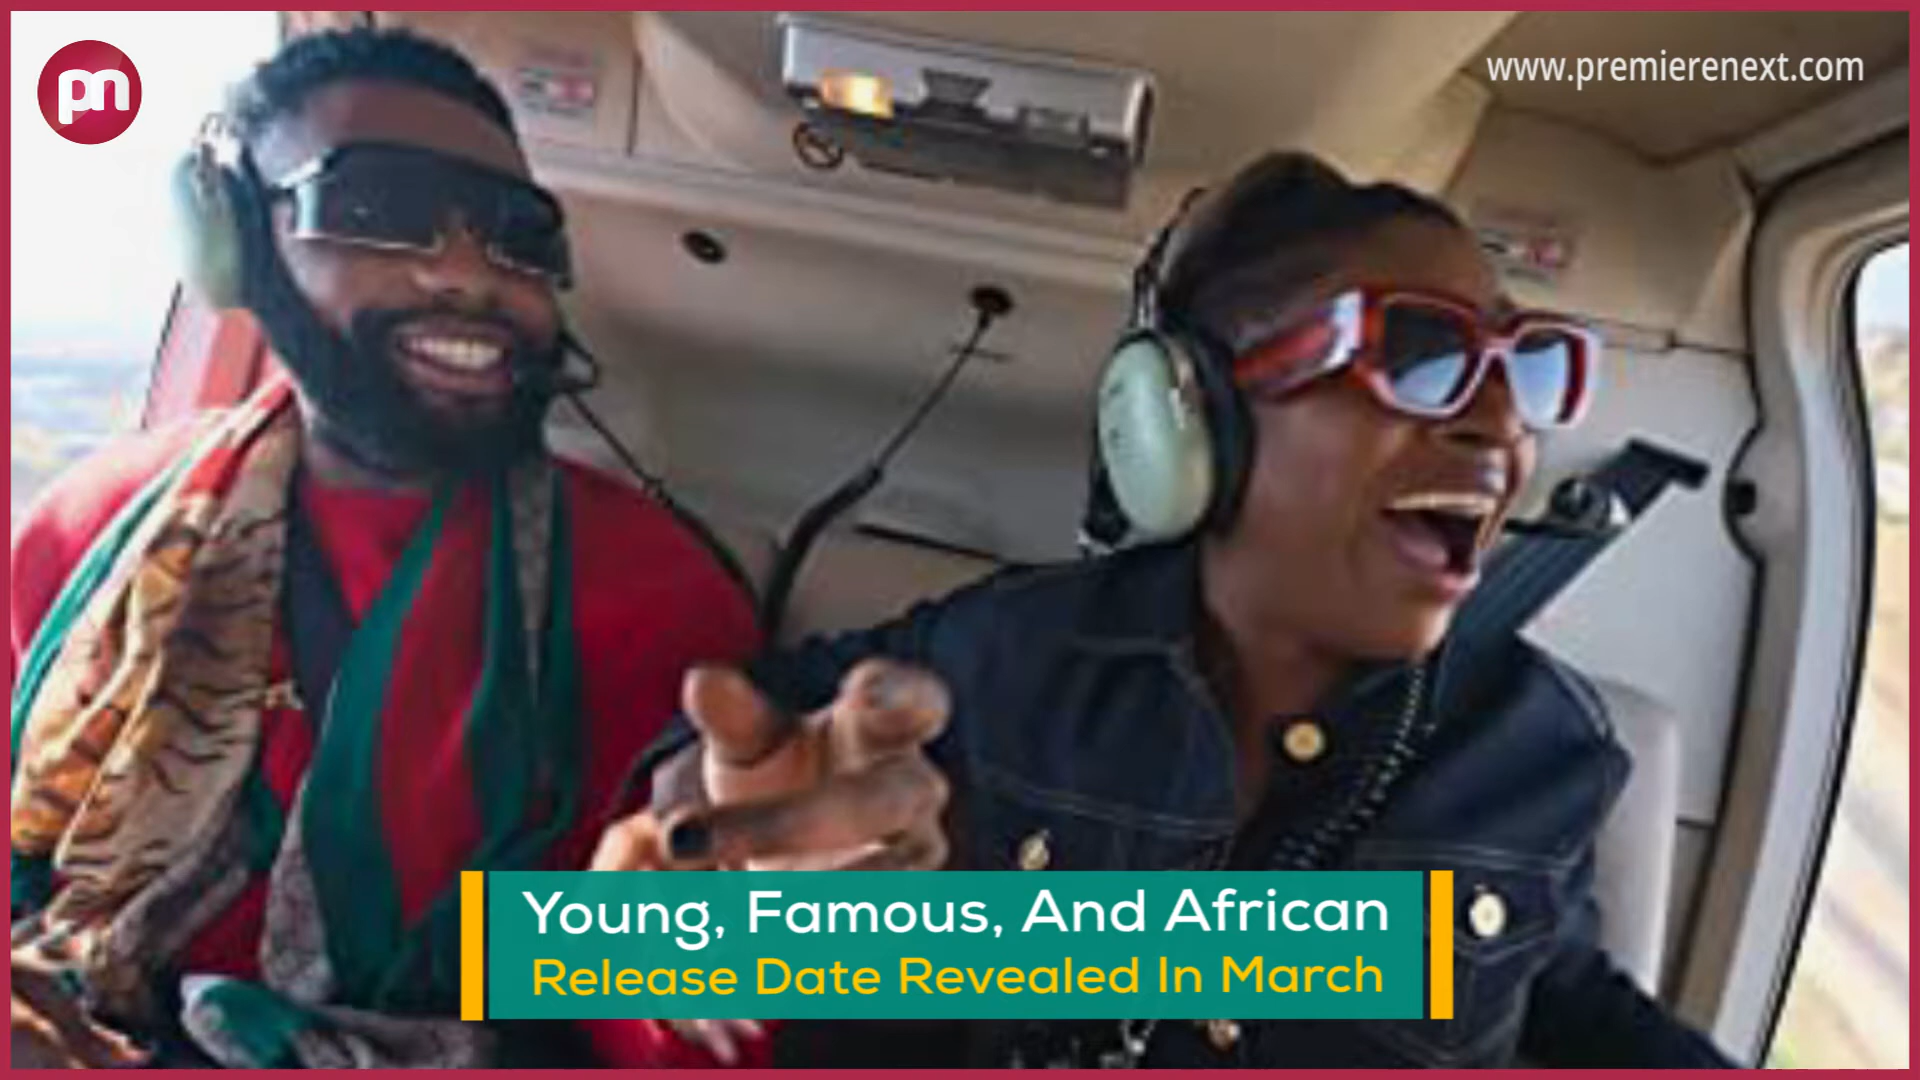 pn
www.premierenext.com
Young, Famous, And African
Release Date Revealed In March